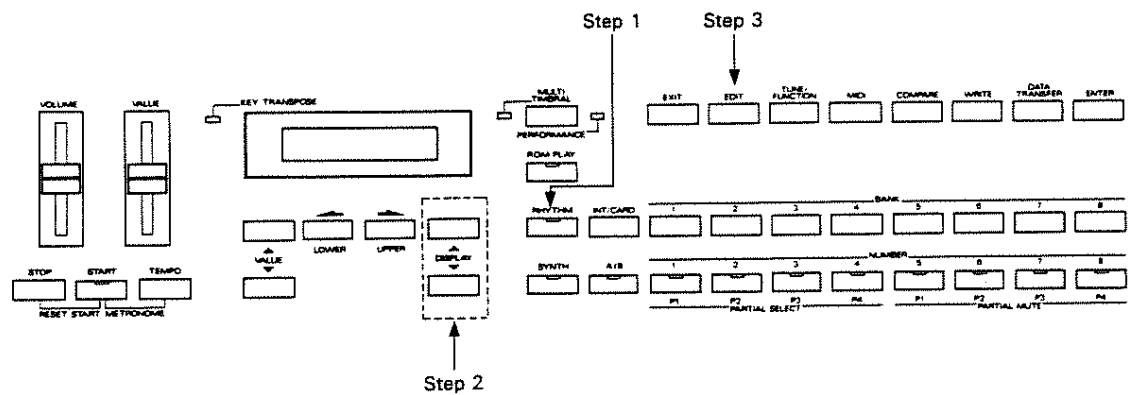 Step 1 Step 3
VOLUME VALUE KEY TRANSPOSE MULTI TIMBRAL EXIT EDIT TUNE/FUNCTION MIDI COMPARE WRITE DATA TRANSFER ENTER
PERFORMANCE
ROM PLAY
RHYTHM INT/CARD BANK
1 2 3 4 5 6 7 8
VALUE LOWER UPPER DISPLAY
STOP START TEMPO
SYNTH A/B NUMBER
1 2 3 4 5 6 7 8
RESET START METRONOME
P1 P2 P3 P4 P1 P2 P3 P4
PARTIAL SELECT PARTIAL MUTE
Step 2